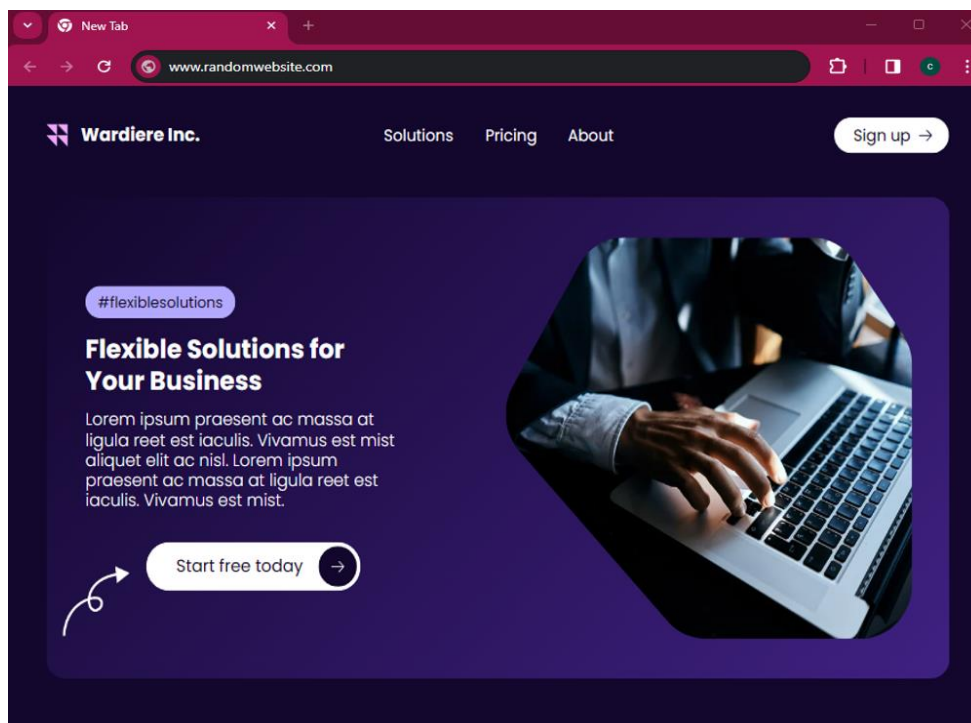 New Tab
www.randomwebsite.com
c
Wardiere Inc.
Solutions Pricing About
Sign up
#flexiblesolutions
Flexible Solutions for
Your Business
Lorem ipsum praesent ac massa at
ligula reet est iaculis. Vivamus est mist
aliquet elit ac nisl. Lorem ipsum
praesent ac massa at ligula reet est
iaculis. Vivamus est mist.
Start free today